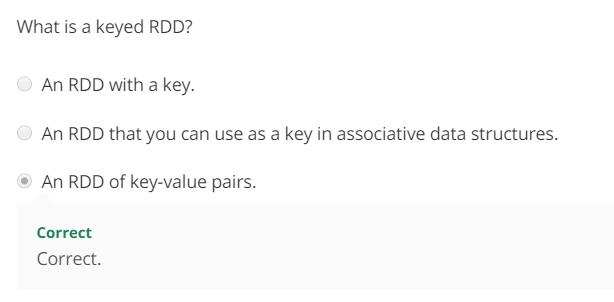 What is a keyed RDD?
An RDD with a key.
An RDD that you can use as a key in associative data structures.
An RDD of key-value pairs.
Correct
Correct.